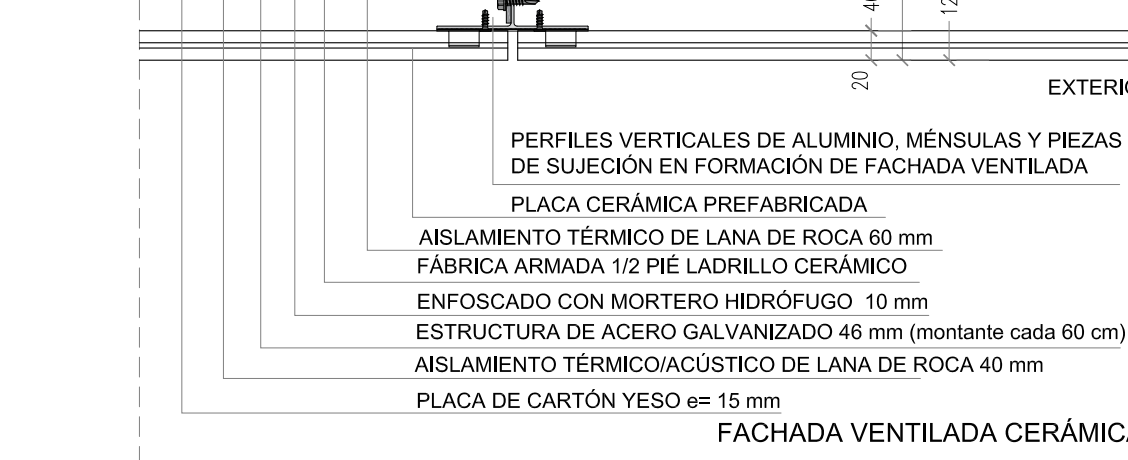 20
PERFILES VERTICALES DE ALUMINIO, MÉNSULAS Y PIEZAS
DE SUJECIÓN EN FORMACIÓN DE FACHADA VENTILADA
PLACA CERÁMICA PREFABRICADA
AISLAMIENTO TÉRMICO DE LANA DE ROCA 60 mm
FÁBRICA ARMADA 1/2 PIÉ LADRILLO CERÁMICO
ENFOSCADO CON MORTERO HIDRÓFUGO 10 mm
ESTRUCTURA DE ACERO GALVANIZADO 46 mm (montante cada 60 cm)
AISLAMIENTO TÉRMICO/ACÚSTICO DE LANA DE ROCA 40 mm
PLACA DE CARTÓN YESO e= 15 mm
FACHADA VENTILADA CERÁMICA